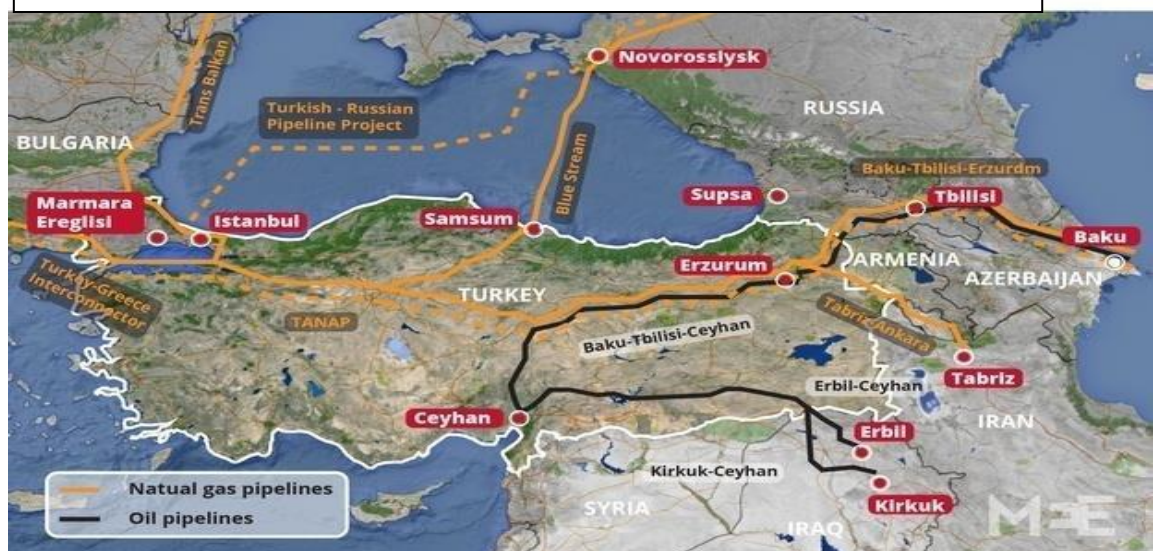 Novorosslysk
Trans Balkan
Turkish - Russian
Pipeline Project
RUSSIA
BULGARIA
Blue Stream
Baku-Tbilisi-Erzurdm
Marmara
Ereglisi
Istanbul
Samsum
Supsa
Tbilisi
Baku
Erzurum
ARMENIA
AZERBAIJAN
Turkey-Greece
Interconnector
TURKEY
TANAP
Baku-Tbilisi-Ceyhan
Tabriz-Ankara
Tabriz
Erbil-Ceyhan
Ceyhan
IRAN
Erbil
Kirkuk-Ceyhan
Kirkuk
SYRIA
IRAQ
Natual gas pipelines
Oil pipelines
MEE